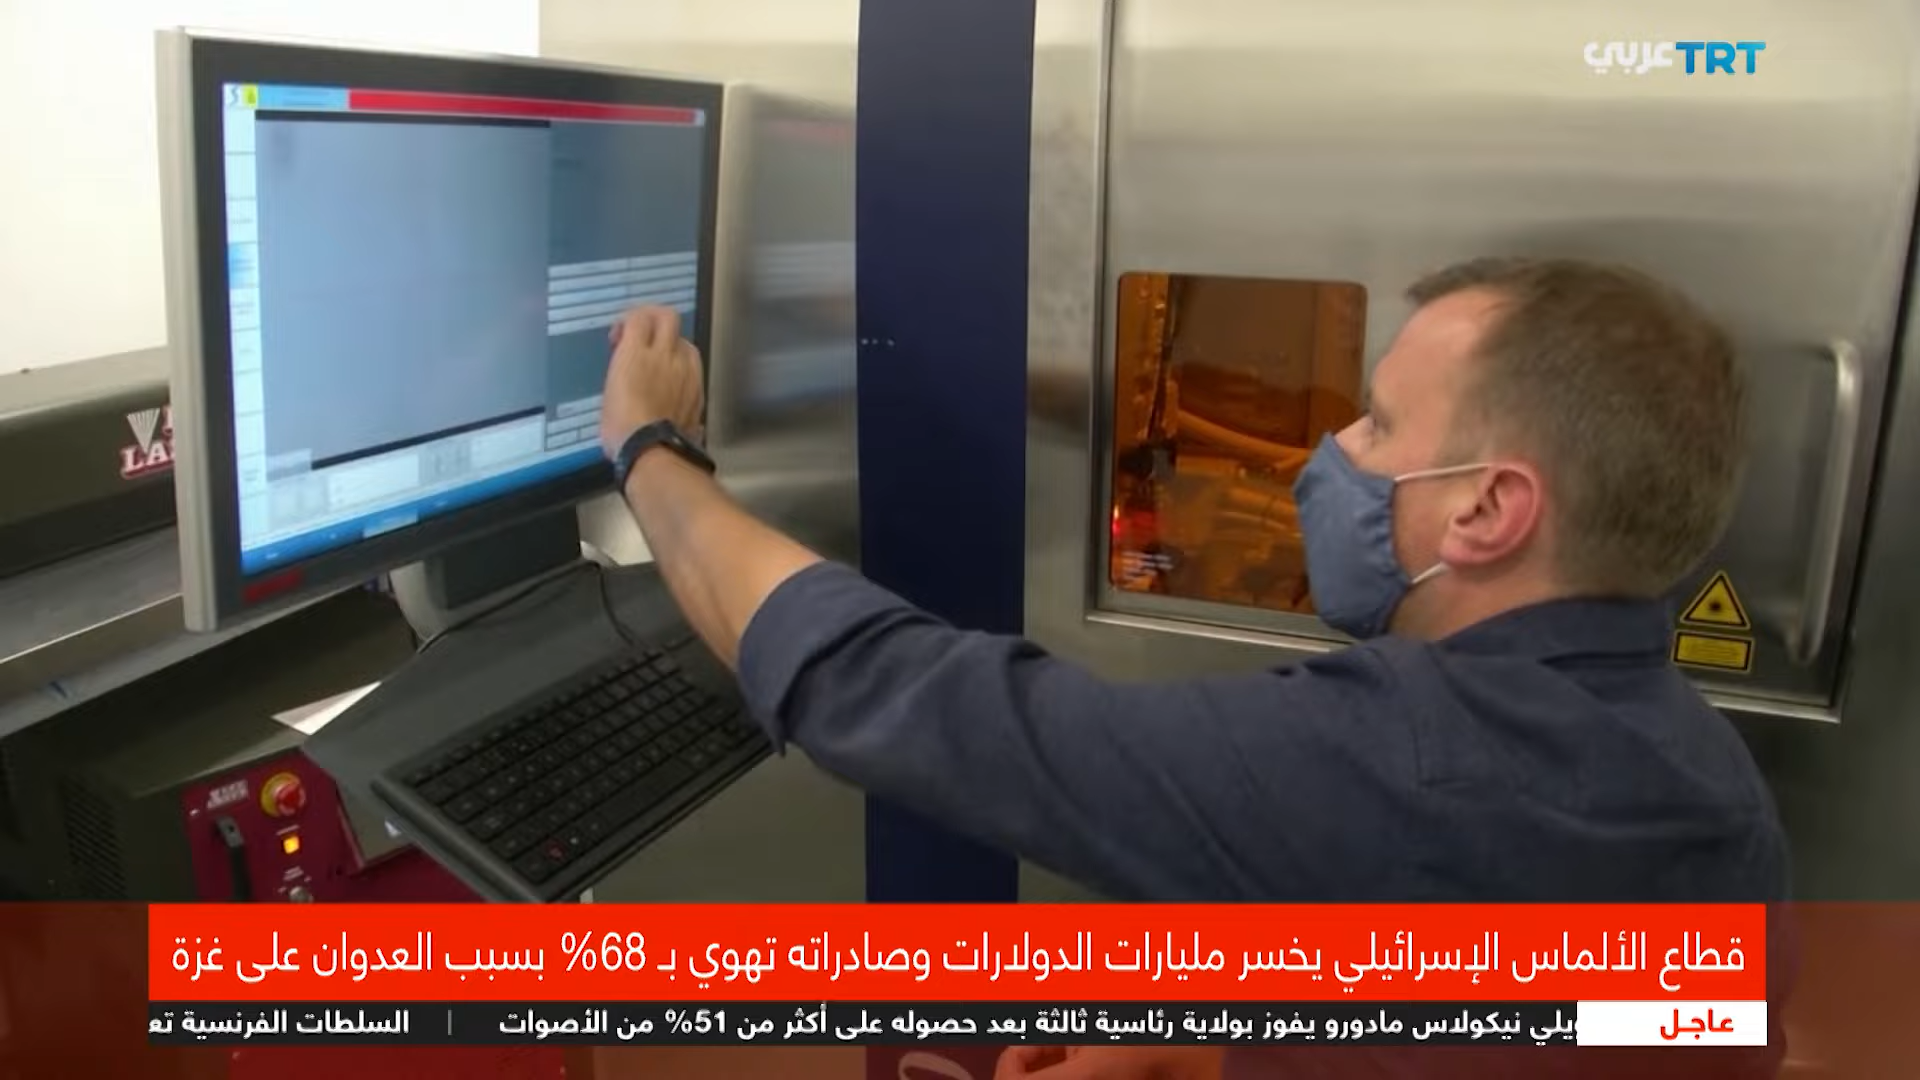 TRT عربي
LA
قطاع الألماس الإسرائيلي يخسر مليارات الدولارات وصادراته تهوي بـ 68% بسبب العدوان على غزة
عاجل
نيكولاس مادورو يفوز بولاية رئاسية ثالثة بعد حصوله على أكثر من 51% من الأصوات | السلطات الفرنسية